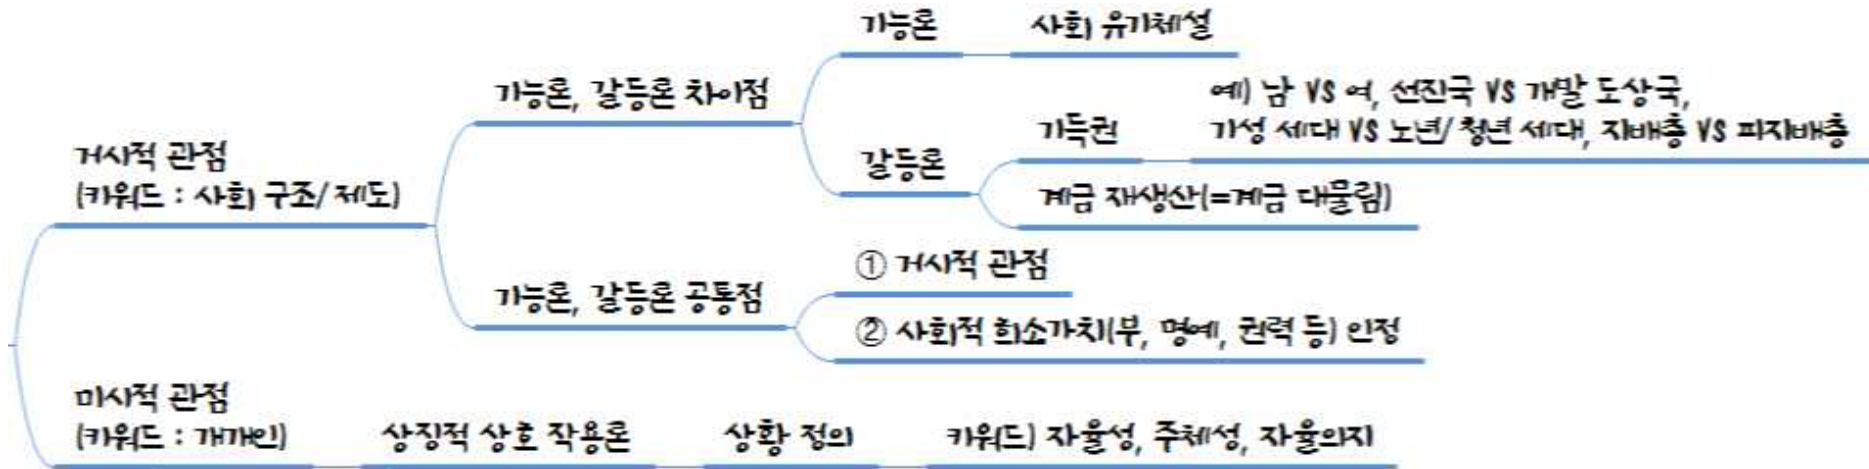 기능론
사회 유기체설
기능론, 갈등론 차이점
예) 남 VS 여, 선진국 VS 개발 도상국,
기성 세대 VS 노년/ 청년 세대, 지배층 VS 피지배층
기득권
갈등론
계급 재생산(=계급 대물림)
거시적 관점
(키워드 : 사회 구조/ 제도)
기능론, 갈등론 공통점
① 거시적 관점
② 사회적 희소가치(부, 명예, 권력 등) 인정
미시적 관점
(키워드 : 개개인)
상징적 상호 작용론
상황 정의
키워드) 자율성, 주체성, 자율의지